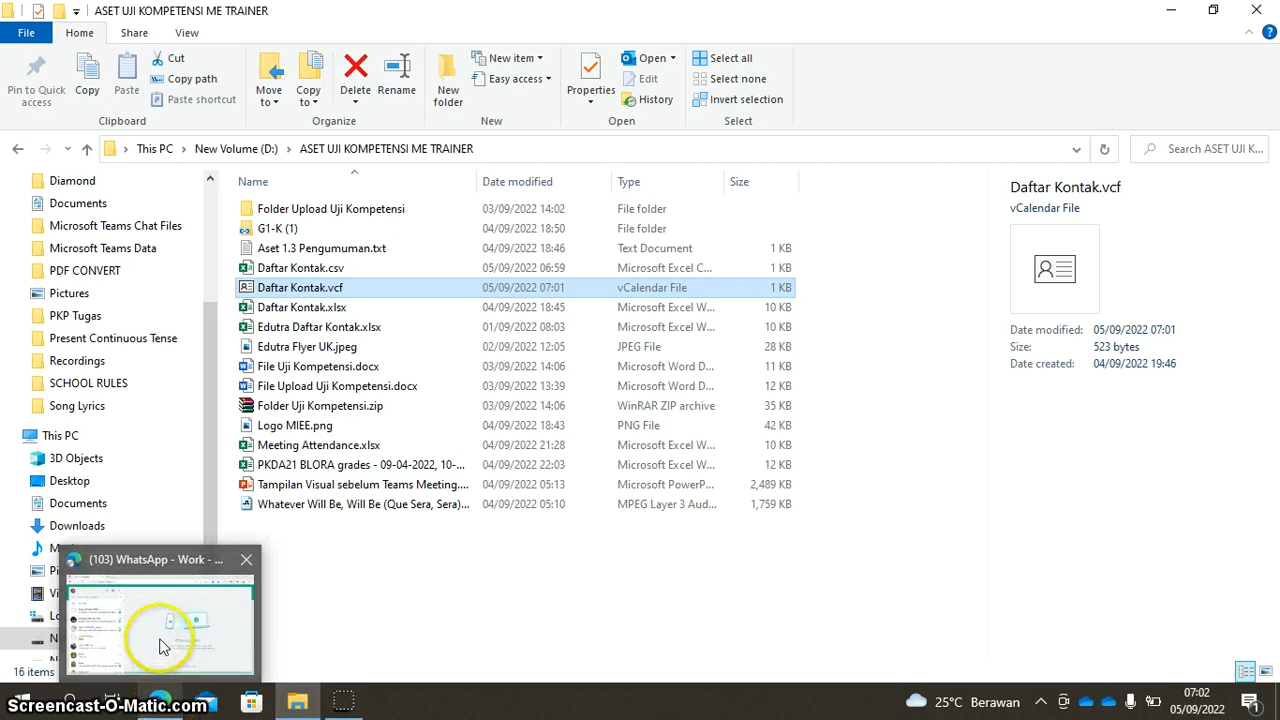 ASET UJI KOMPETENSI ME TRAINER
File Home Share View
Pin to Quick access
Copy
Paste
Cut
Copy path
Paste shortcut
Clipboard
Move to
Copy to
Delete
Rename
Organize
New folder
New item
Easy access
New
Properties
Open
Edit
History
Open
Select all
Select none
Invert selection
Select
This PC > New Volume (D:) > ASET UJI KOMPETENSI ME TRAINER
Search ASET UJI K...
Diamond
Documents
Microsoft Teams Chat Files
Microsoft Teams Data
PDF CONVERT
Pictures
PKP Tugas
Present Continuous Tense
Recordings
SCHOOL RULES
Song Lyrics
This PC
3D Objects
Desktop
Documents
Downloads
Name Date modified Type Size
Folder Upload Uji Kompetensi 03/09/2022 14:02 File folder
G1-K (1) 04/09/2022 18:50 File folder
Aset 1.3 Pengumuman.txt 04/09/2022 18:46 Text Document 1 KB
Daftar Kontak.csv 05/09/2022 06:59 Microsoft Excel C... 1 KB
Daftar Kontak.vcf 05/09/2022 07:01 vCalendar File 1 KB
Daftar Kontak.xlsx 04/09/2022 18:45 Microsoft Excel W... 10 KB
Edutra Daftar Kontak.xlsx 01/09/2022 08:03 Microsoft Excel W... 10 KB
Edutra Flyer UK.jpeg 02/09/2022 12:05 JPEG File 28 KB
File Uji Kompetensi.docx 03/09/2022 14:06 Microsoft Word D... 11 KB
File Upload Uji Kompetensi.docx 03/09/2022 13:39 Microsoft Word D... 12 KB
Folder Uji Kompetensi.zip 03/09/2022 14:06 WinRAR ZIP archive 35 KB
Logo MIEE.png 04/09/2022 18:43 PNG File 42 KB
Meeting Attendance.xlsx 04/09/2022 21:28 Microsoft Excel W... 10 KB
PKDA21 BLORA grades - 09-04-2022, 10-... 04/09/2022 22:03 Microsoft Excel W... 12 KB
Tampilan Visual sebelum Teams Meeting.... 04/09/2022 05:13 Microsoft PowerP... 2,489 KB
Whatever Will Be, Will Be (Que Sera, Sera)... 04/09/2022 05:10 MPEG Layer 3 Aud... 1,759 KB
Daftar Kontak.vcf
vCalendar File
Date modified: 05/09/2022 07:01
Size: 523 bytes
Date created: 04/09/2022 19:46
(103) WhatsApp - Work - ...
16 items
Screencast-O-Matic.com
25°C Berawan
07:02
05/09/2022
1